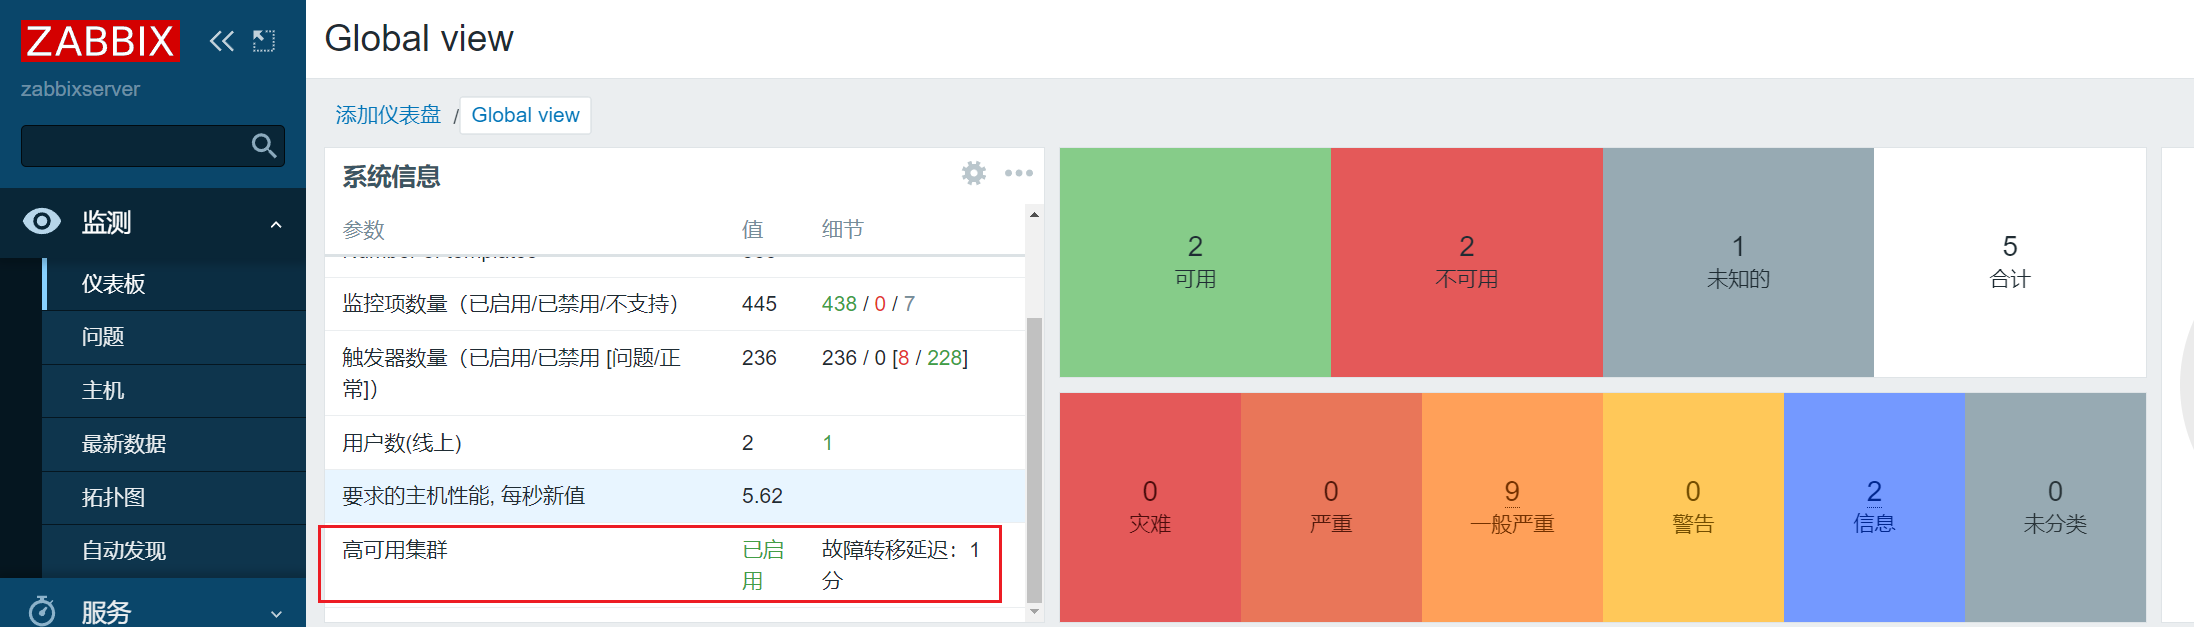 ZABBIX
zabbixserver
监测
仪表板
问题
主机
最新数据
拓扑图
自动发现
服务
Global view
添加仪表盘 / Global view
系统信息
参数 值 细节
监控项数量（已启用/已禁用/不支持） 445 438 / 0 / 7
触发器数量（已启用/已禁用 [问题/正 236 236 / 0 [8 / 228]
常]）
用户数(线上) 2 1
要求的主机性能, 每秒新值 5.62
高可用集群 已启 故障转移延迟：1
用 分
2 2 1 5
可用 不可用 未知的 合计
0 0 9 0 2 0
灾难 严重 一般严重 警告 信息 未分类